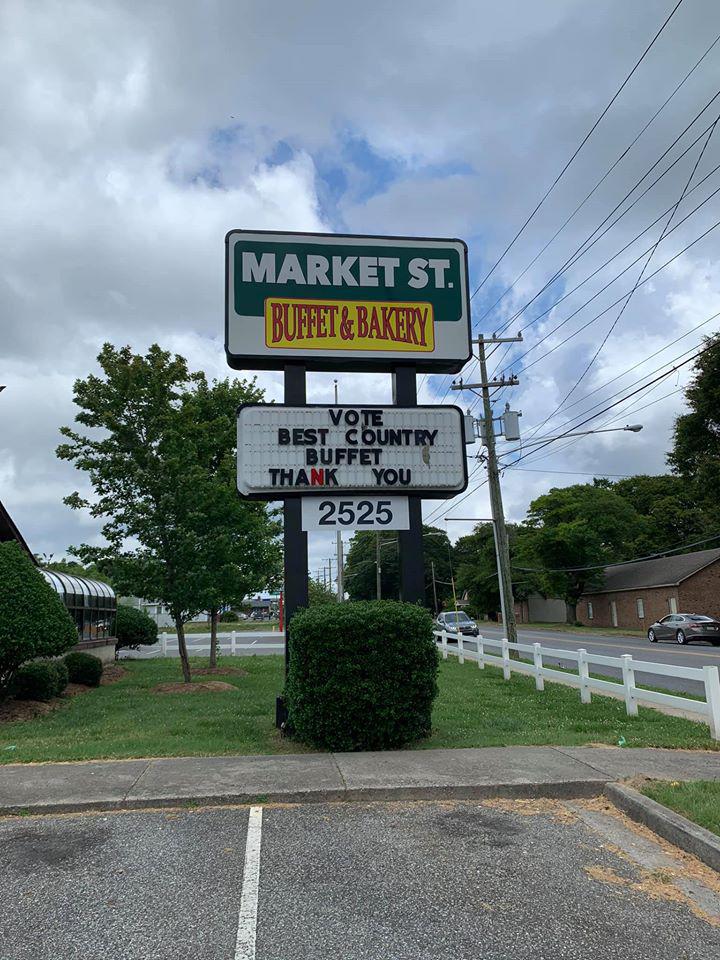 MARKET ST.
BUFFET & BAKERY
VOTE
BEST COUNTRY
BUFFET
THANK YOU
2525